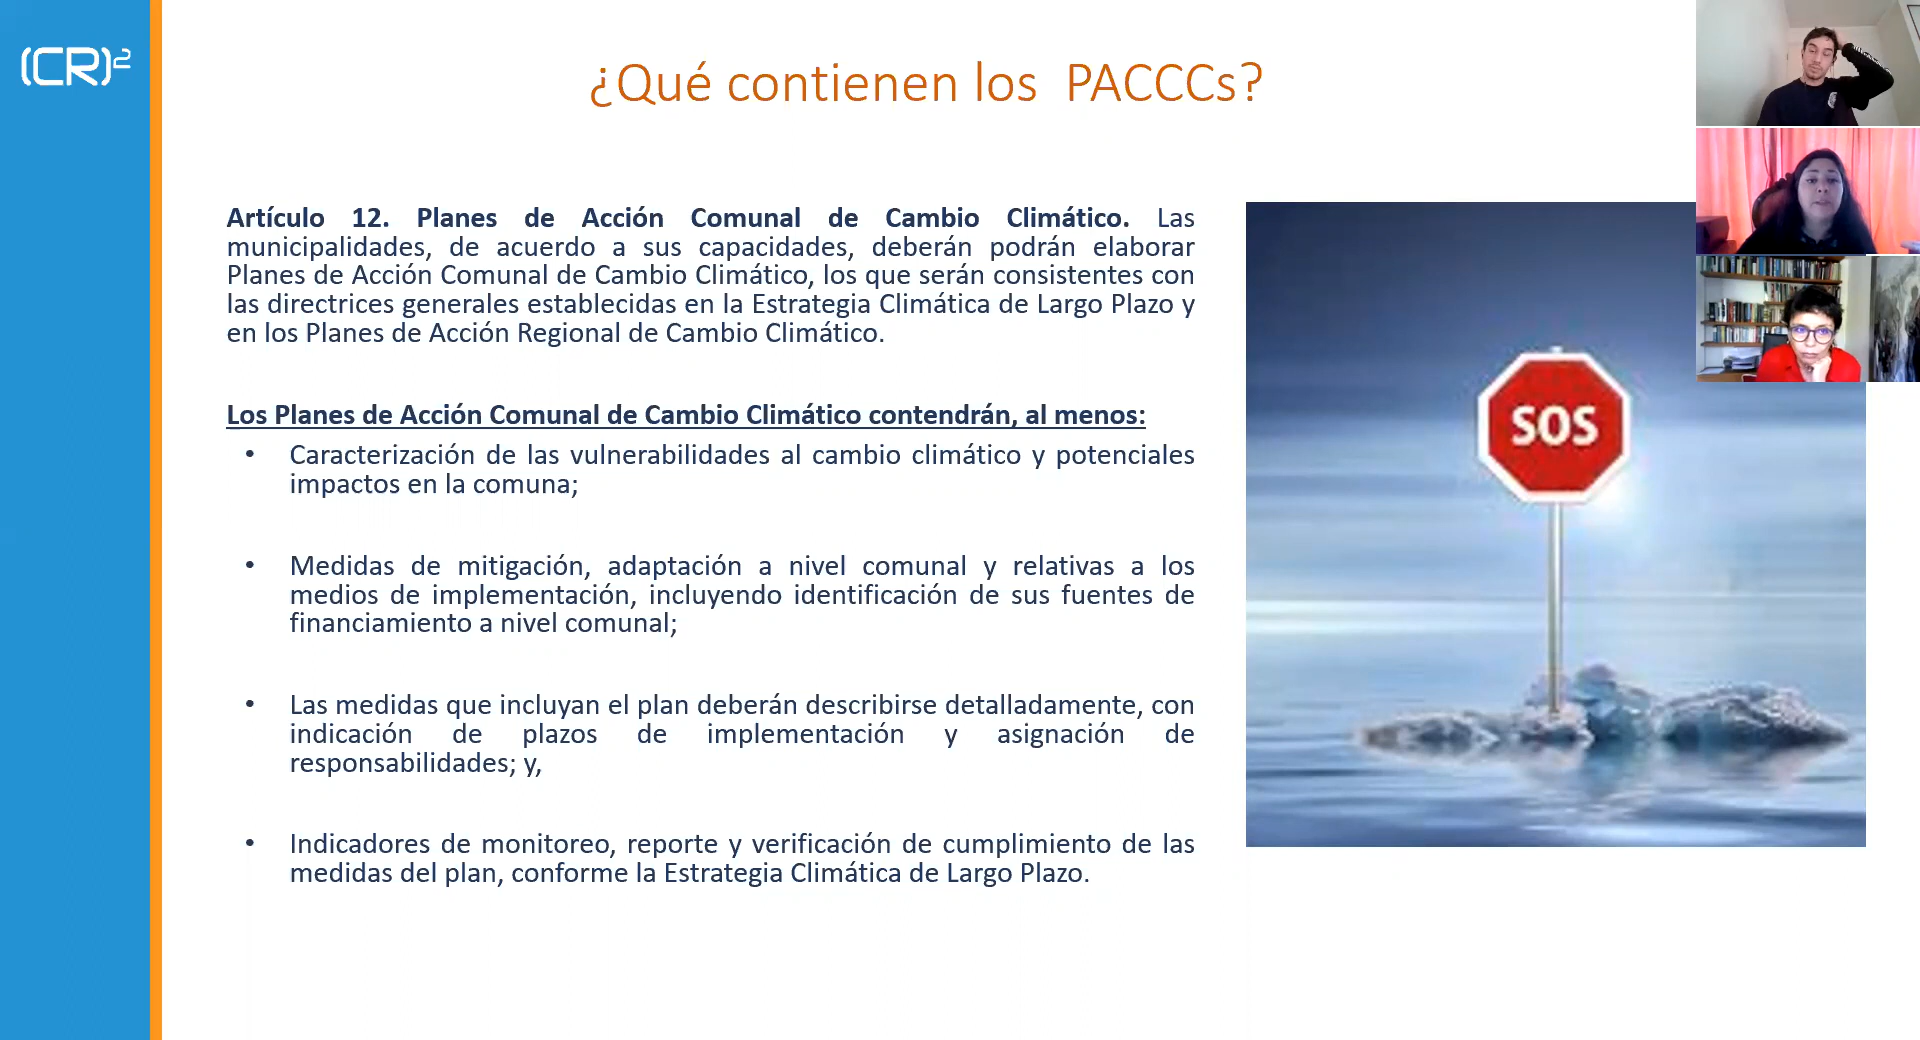 (CR)2
¿Qué contienen los PACCCs?
Artículo 12. Planes de Acción Comunal de Cambio Climático. Las
municipalidades, de acuerdo a sus capacidades, deberán podrán elaborar
Planes de Acción Comunal de Cambio Climático, los que serán consistentes con
las directrices generales establecidas en la Estrategia Climática de Largo Plazo y
en los Planes de Acción Regional de Cambio Climático.
Los Planes de Acción Comunal de Cambio Climático contendrán, al menos:
• Caracterización de las vulnerabilidades al cambio climático y potenciales
impactos en la comuna;
• Medidas de mitigación, adaptación a nivel comunal y relativas a los
medios de implementación, incluyendo identificación de sus fuentes de
financiamiento a nivel comunal;
• Las medidas que incluyan el plan deberán describirse detalladamente, con
indicación de plazos de implementación y asignación de
responsabilidades; y,
• Indicadores de monitoreo, reporte y verificación de cumplimiento de las
medidas del plan, conforme la Estrategia Climática de Largo Plazo.
SOS